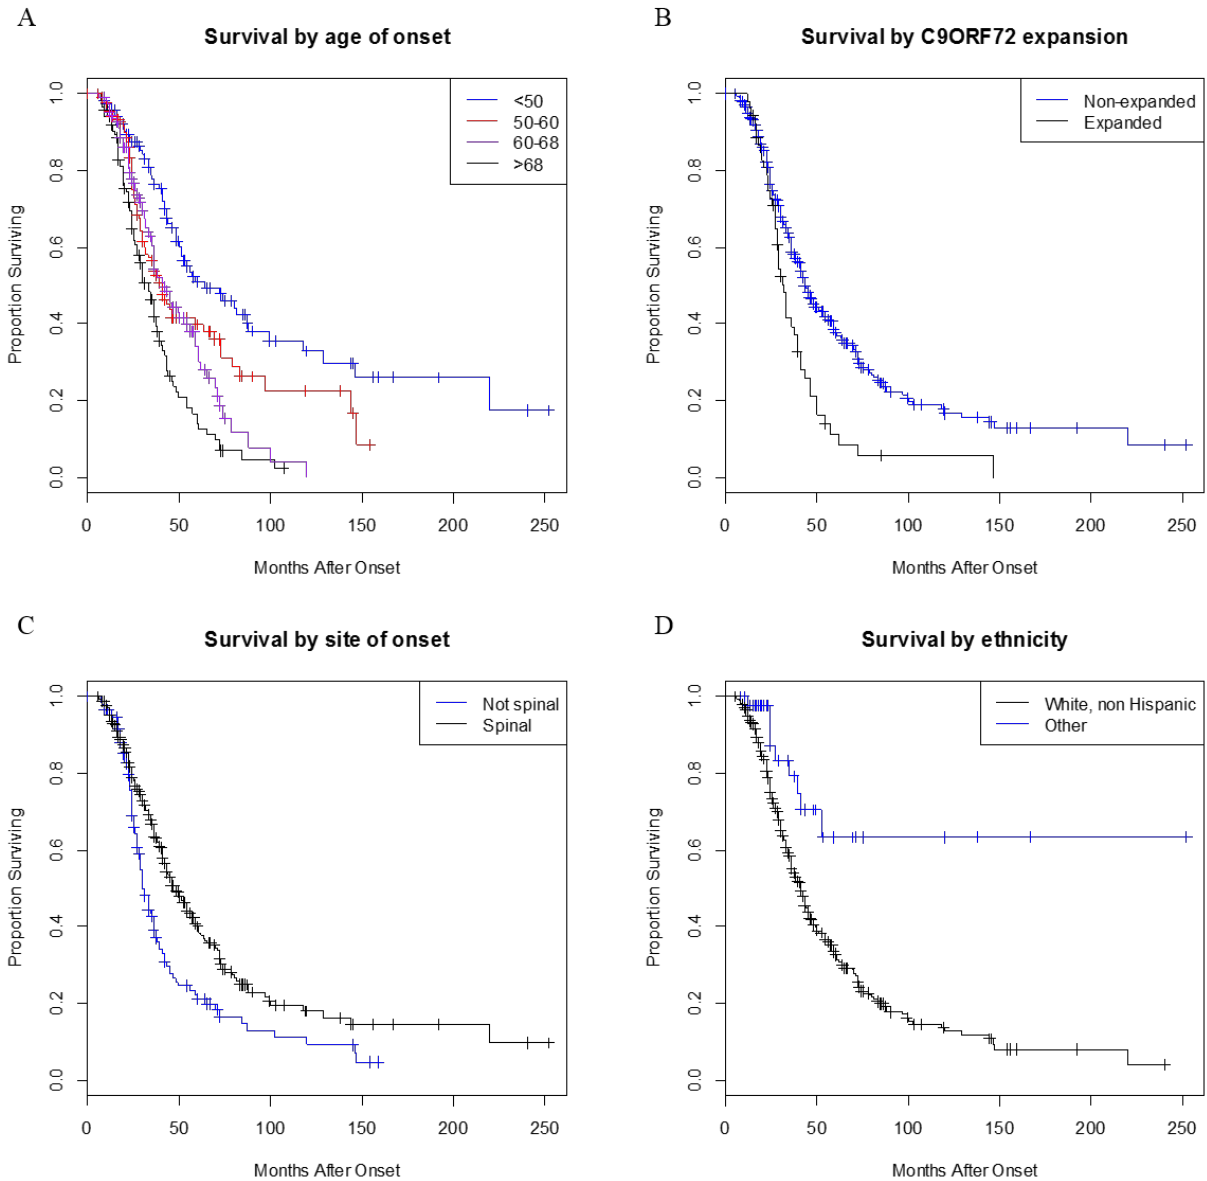 A
Survival by age of onset
1.0
0.8
0.6
0.4
0.2
0.0
Proportion Surviving
<50
50-60
60-68
>68
0 50 100 150 200 250
Months After Onset
B
Survival by C9ORF72 expansion
1.0
0.8
0.6
0.4
0.2
0.0
Proportion Surviving
Non-expanded
Expanded
0 50 100 150 200 250
Months After Onset
C
Survival by site of onset
1.0
0.8
0.6
0.4
0.2
0.0
Proportion Surviving
Not spinal
Spinal
0 50 100 150 200 250
Months After Onset
D
Survival by ethnicity
1.0
0.8
0.6
0.4
0.2
0.0
Proportion Surviving
White, non Hispanic
Other
0 50 100 150 200 250
Months After Onset